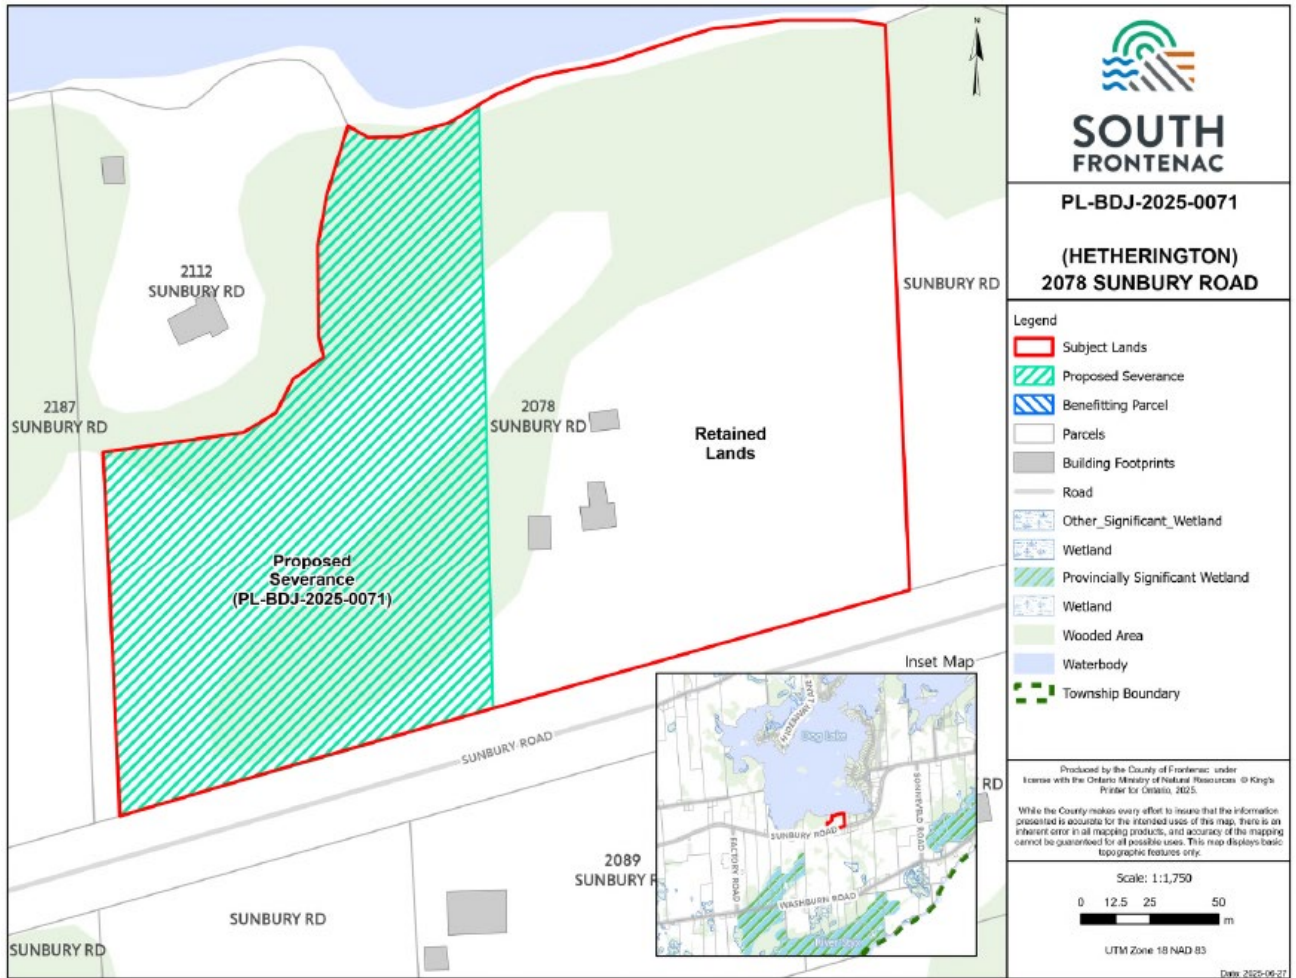 N
2112
SUNBURY RD
SUNBURY RD
2187
SUNBURY RD
2078
SUNBURY RD
Retained
Lands
Proposed
Severance
(PL-BDJ-2025-0071)
SUNBURY ROAD
2089
SUNBURY R
SUNBURY RD
SUNBURY RD
RD
Inset Map
Dog Lake
SUNBURY ROAD
FACTORY ROAD
SONNEVELD ROAD
WASHBURN ROAD
SOUTH
FRONTENAC
PL-BDJ-2025-0071
(HETHERINGTON)
2078 SUNBURY ROAD
Legend
Subject Lands
Proposed Severance
Benefitting Parcel
Parcels
Building Footprints
Road
Other_Significant_Wetland
Wetland
Provincially Significant Wetland
Wetland
Wooded Area
Waterbody
Township Boundary
Produced by the County of Frontenac under
license with the Ontario Ministry of Natural Resources © King's
Printer for Ontario, 2025.
While the County makes every effort to insure that the information
presented is accurate for the intended uses of this map, there is an
inherent error in all mapping products, and accuracy of the mapping
cannot be guaranteed for all possible uses. This map displays basic
topographic features only.
Scale: 1:1,750
0 12.5 25 50
m
UTM Zone 18 NAD 83
Date: 2025-06-27